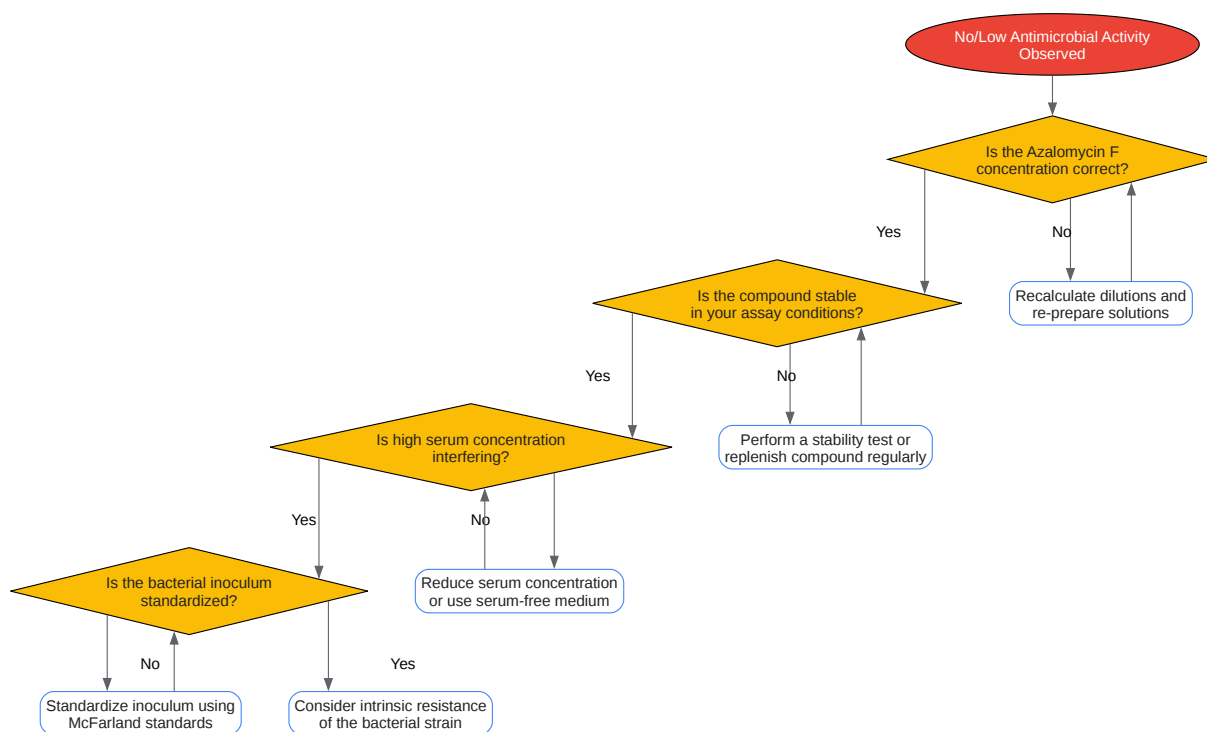 No/Low Antimicrobial Activity
Observed
Is the Azalomycin F
concentration correct?
Yes
No
Is the compound stable
in your assay conditions?
Recalculate dilutions and
re-prepare solutions
Yes
No
Is high serum concentration
interfering?
Perform a stability test or
replenish compound regularly
Yes
No
Is the bacterial inoculum
standardized?
Reduce serum concentration
or use serum-free medium
No
Yes
Standardize inoculum using
McFarland standards
Consider intrinsic resistance
of the bacterial strain